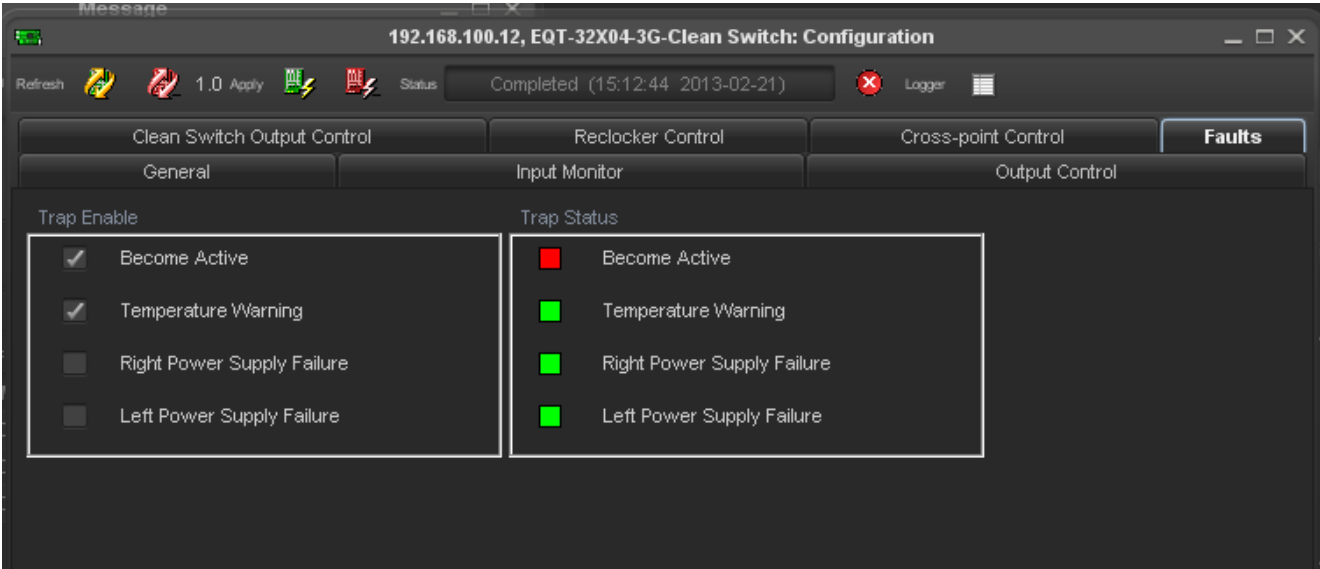 Message
192.168.100.12, EQT-32X04-3G-Clean Switch: Configuration
Refresh 1.0 Apply Status Completed (15:12:44 2013-02-21) Logger
Clean Switch Output Control Reclocker Control Cross-point Control Faults
General Input Monitor Output Control
Trap Enable Trap Status
Become Active Become Active
Temperature Warning Temperature Warning
Right Power Supply Failure Right Power Supply Failure
Left Power Supply Failure Left Power Supply Failure